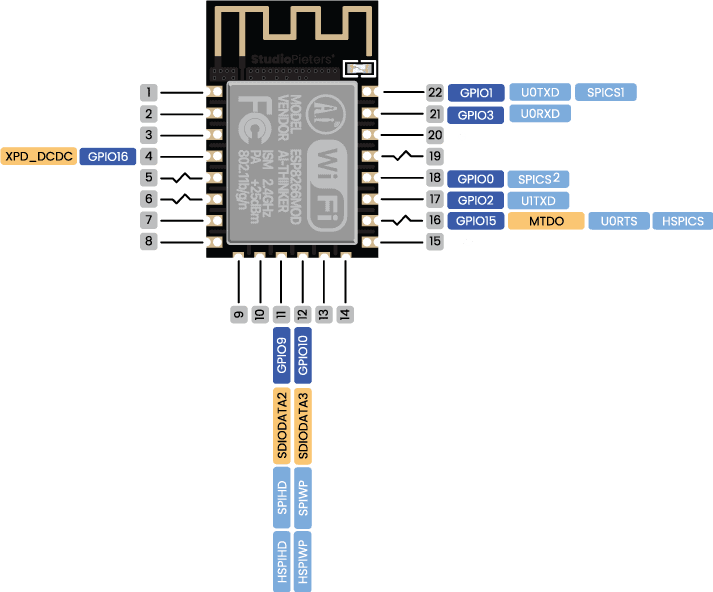 StudioPieters®
1
2
3
XPD_DCDC GPIO16 4
5
6
7
8
MODEL ESP8266MOD
VENDOR AI-THINKER
ISM 2.4GHz
PA +25dBm
802.11b/g/n
FC
Ai
WiFi
22 GPIO1 U0TXD SPICS1
21 GPIO3 U0RXD
20
19
18 GPIO0 SPICS2
17 GPIO2 U1TXD
16 GPIO15 MTDO U0RTS HSPICS
15
9
10
11 GPIO9 SDIODATA2 SPIHD HSPIHD
12 GPIO10 SDIODATA3 SPIWP HSPIWP
13
14